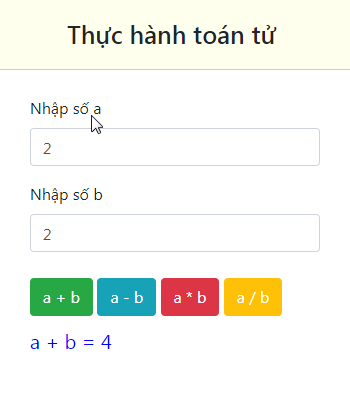 Thực hành toán tử
Nhập số a
2
Nhập số b
2
a + b a - b a * b a / b
a + b = 4